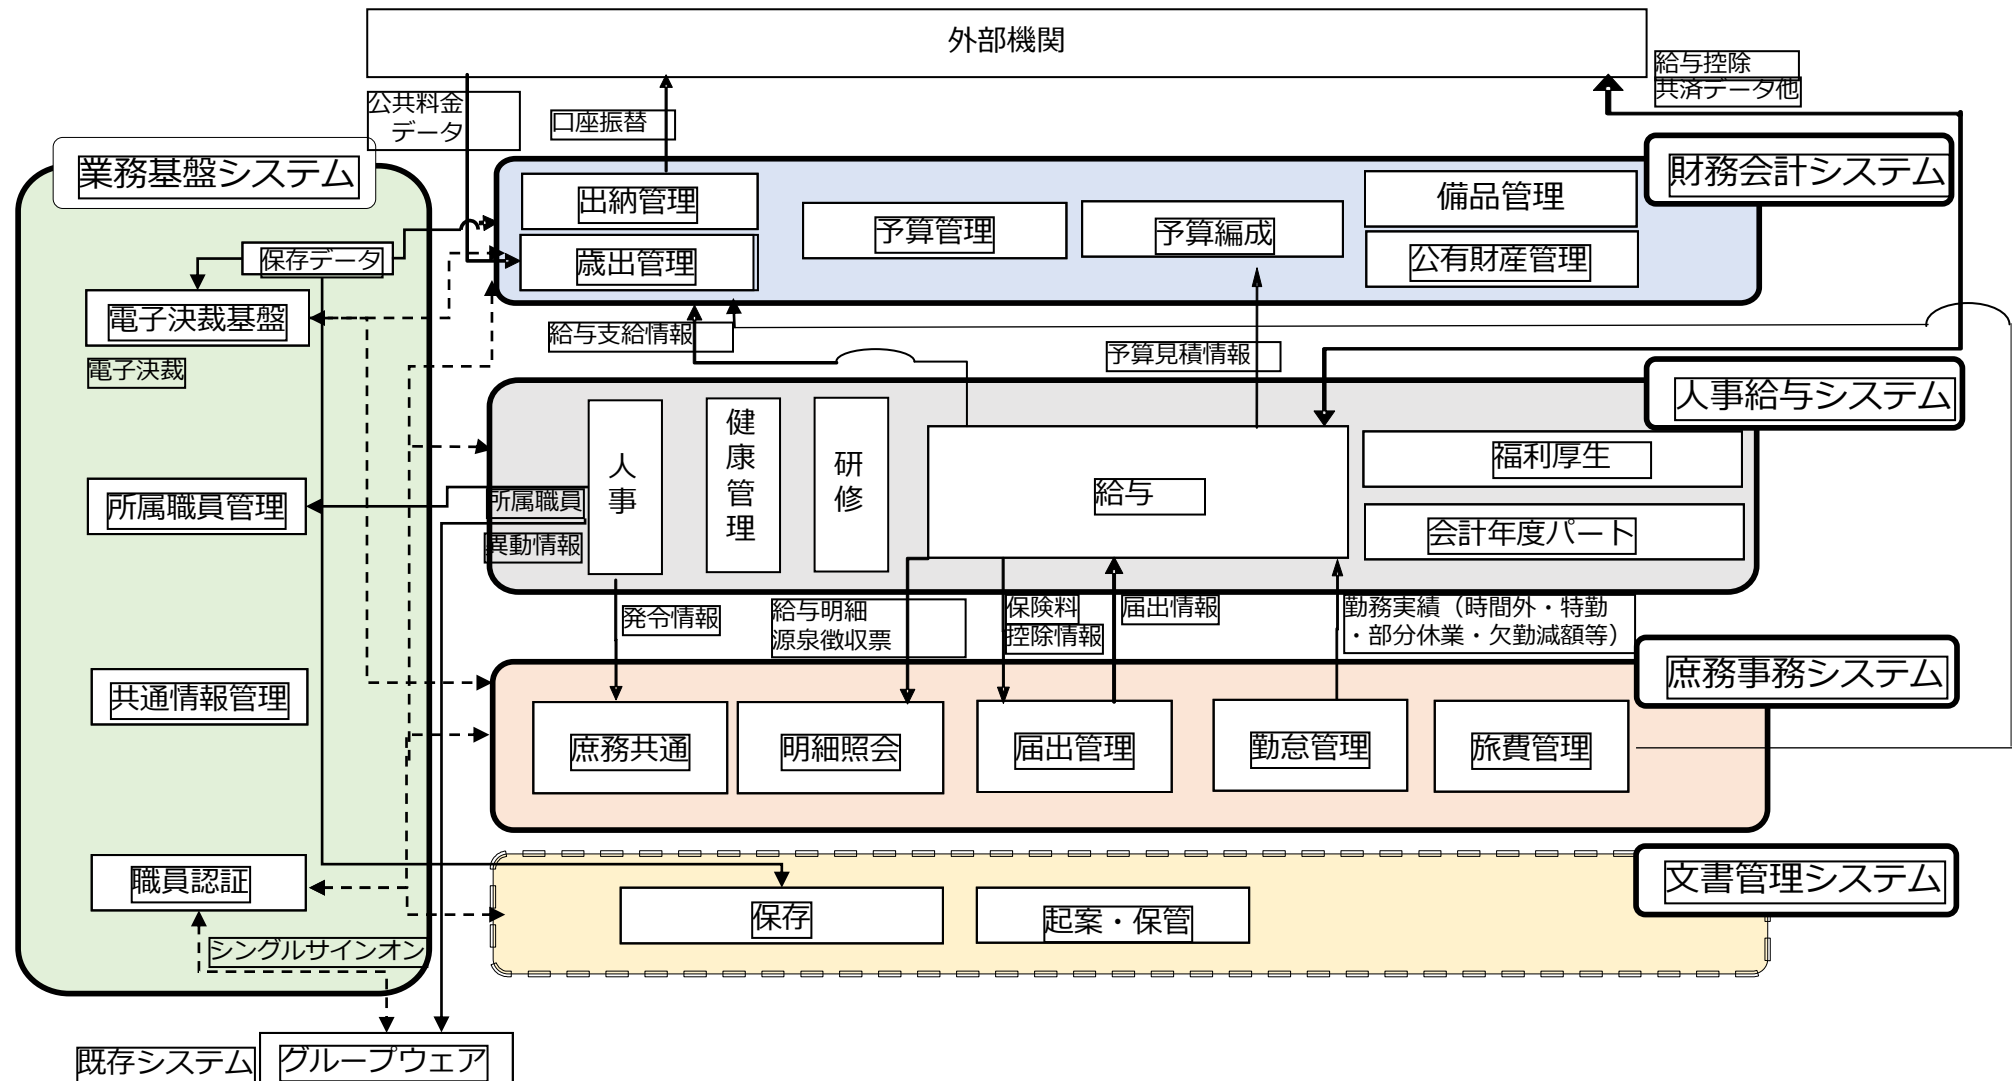 外部機関
給与控除
共済データ他
公共料金
データ
口座振替
業務基盤システム
財務会計システム
出納管理
歳出管理
予算管理
予算編成
備品管理
公有財産管理
保存データ
電子決裁基盤
電子決裁
給与支給情報
予算見積情報
人事給与システム
人事
健康管理
研修
給与
福利厚生
会計年度パート
所属職員管理
所属職員
異動情報
発令情報
給与明細
源泉徴収票
保険料
控除情報
届出情報
勤務実績（時間外・特勤
・部分休業・欠勤減額等）
庶務事務システム
共通情報管理
庶務共通
明細照会
届出管理
勤怠管理
旅費管理
文書管理システム
職員認証
保存
起案・保管
シングルサインオン
既存システム
グループウェア